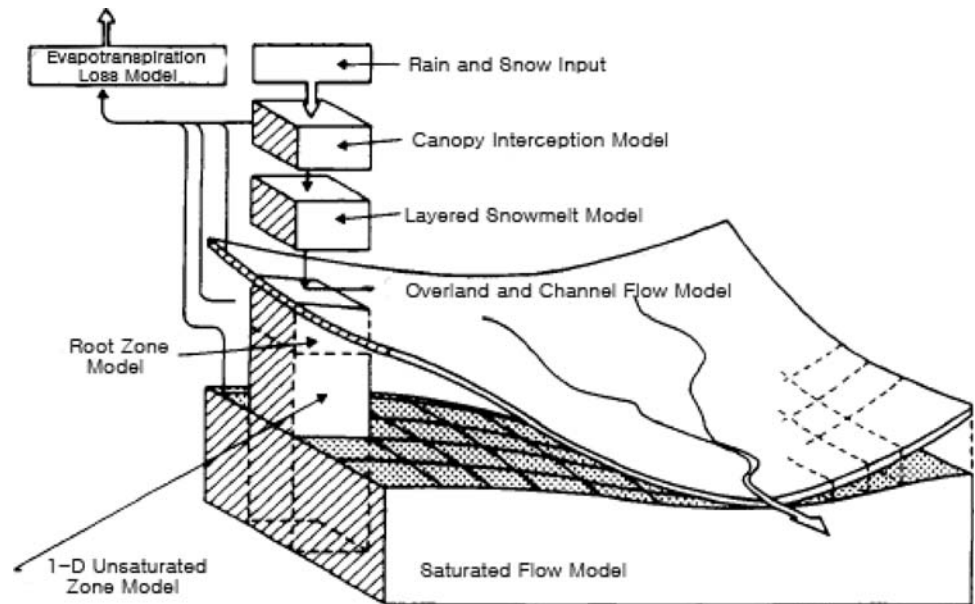 Evapotranspiration
Loss Model
Rain and Snow Input
Canopy Interception Model
Layered Snowmelt Model
Overland and Channel Flow Model
Root Zone
Model
1-D Unsaturated
Zone Model
Saturated Flow Model